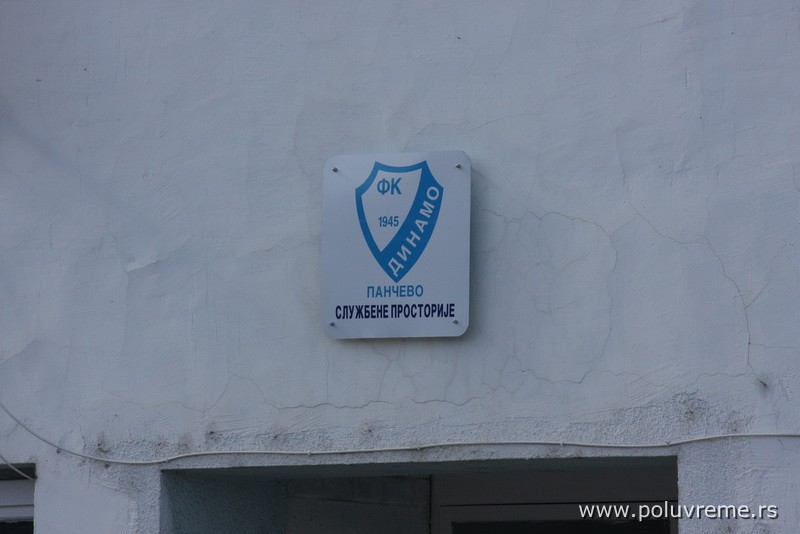 ФК
1945
ДИНАМО
ПАНЧЕВО
СЛУЖБЕНЕ ПРОСТОРИЈЕ
www.poluvreme.rs